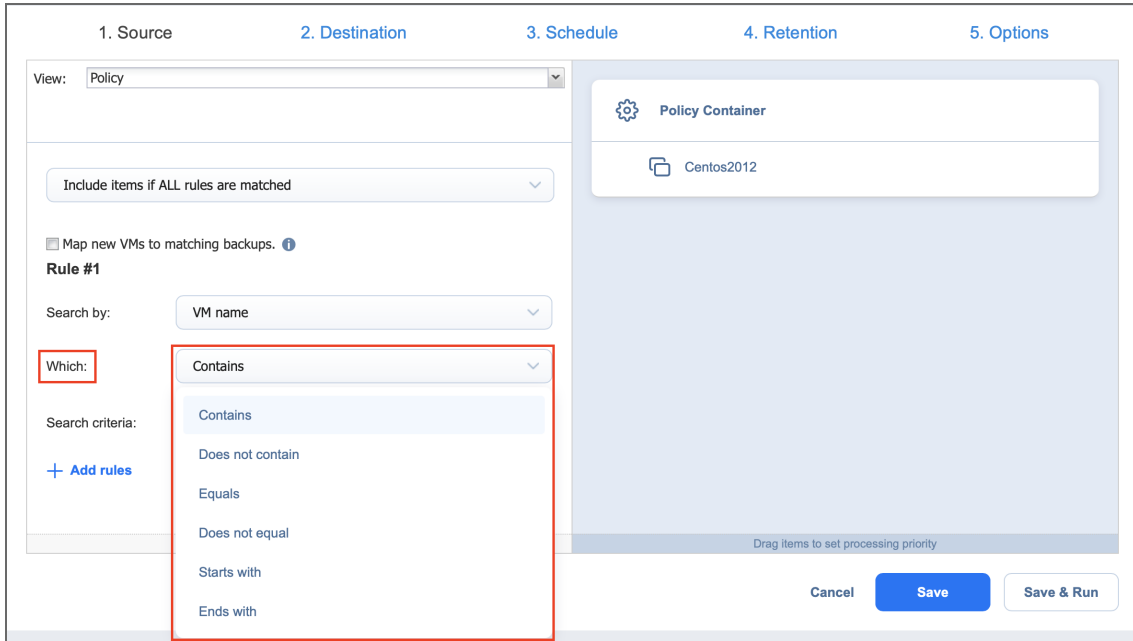 1. Source 2. Destination 3. Schedule 4. Retention 5. Options
View: Policy
Policy Container
Centos2012
Include items if ALL rules are matched
Map new VMs to matching backups.
Rule #1
Search by: VM name
Which: Contains
Contains
Search criteria:
Does not contain
+ Add rules
Equals
Does not equal
Starts with
Ends with
Drag items to set processing priority
Cancel Save Save & Run